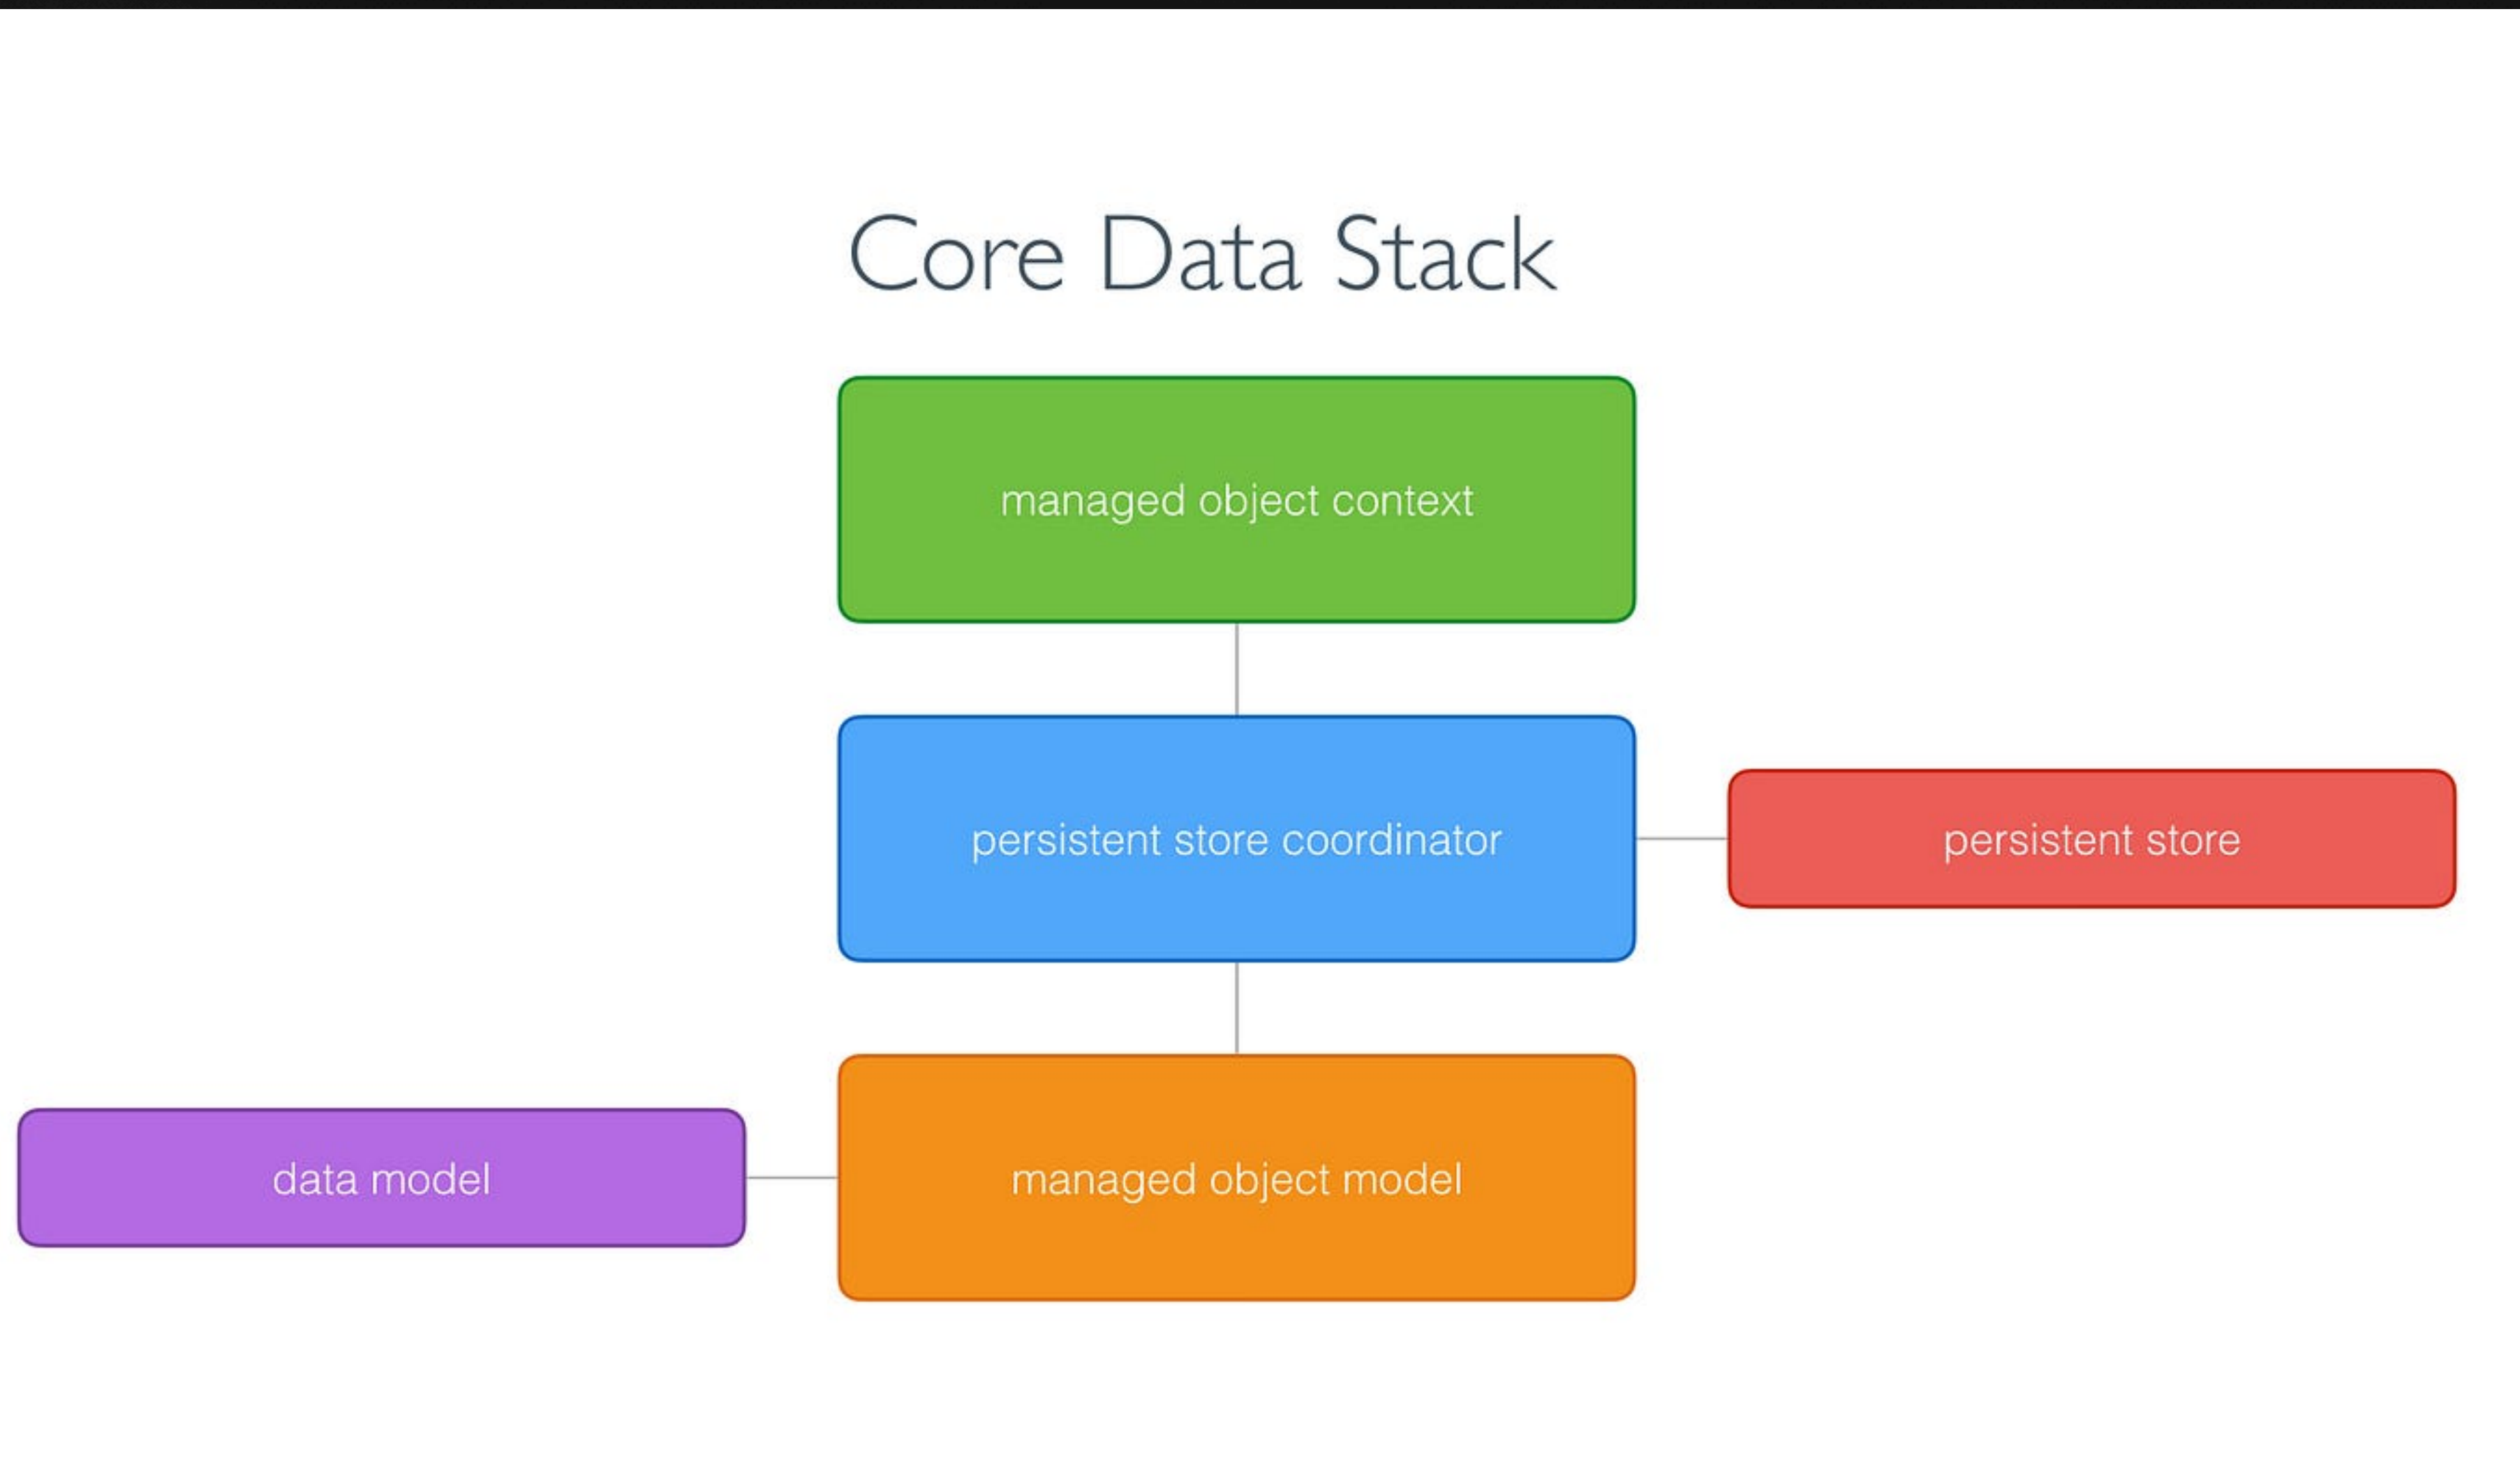 Core Data Stack
managed object context
persistent store coordinator
persistent store
data model
managed object model